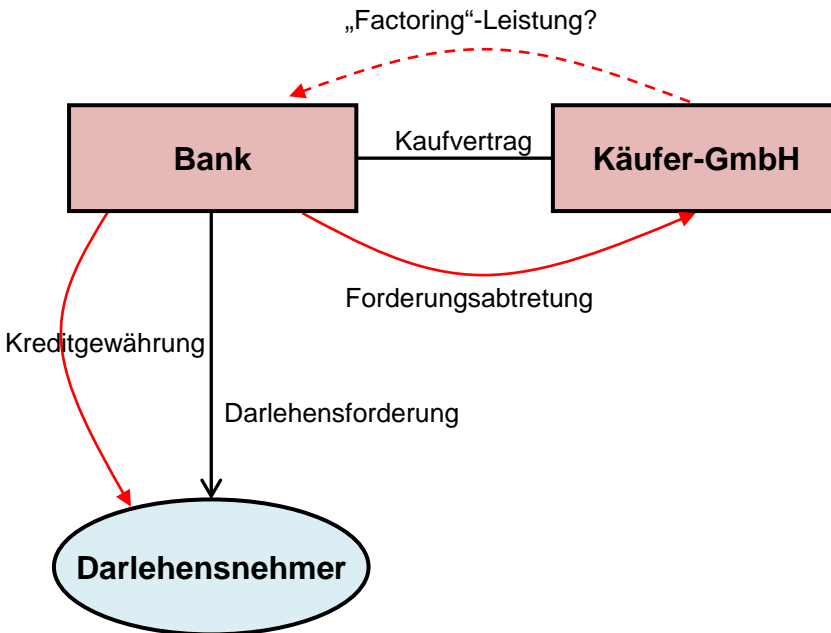 „Factoring“-Leistung?
Bank
Kaufvertrag
Käufer-GmbH
Forderungsabtretung
Kreditgewährung
Darlehensforderung
Darlehensnehmer